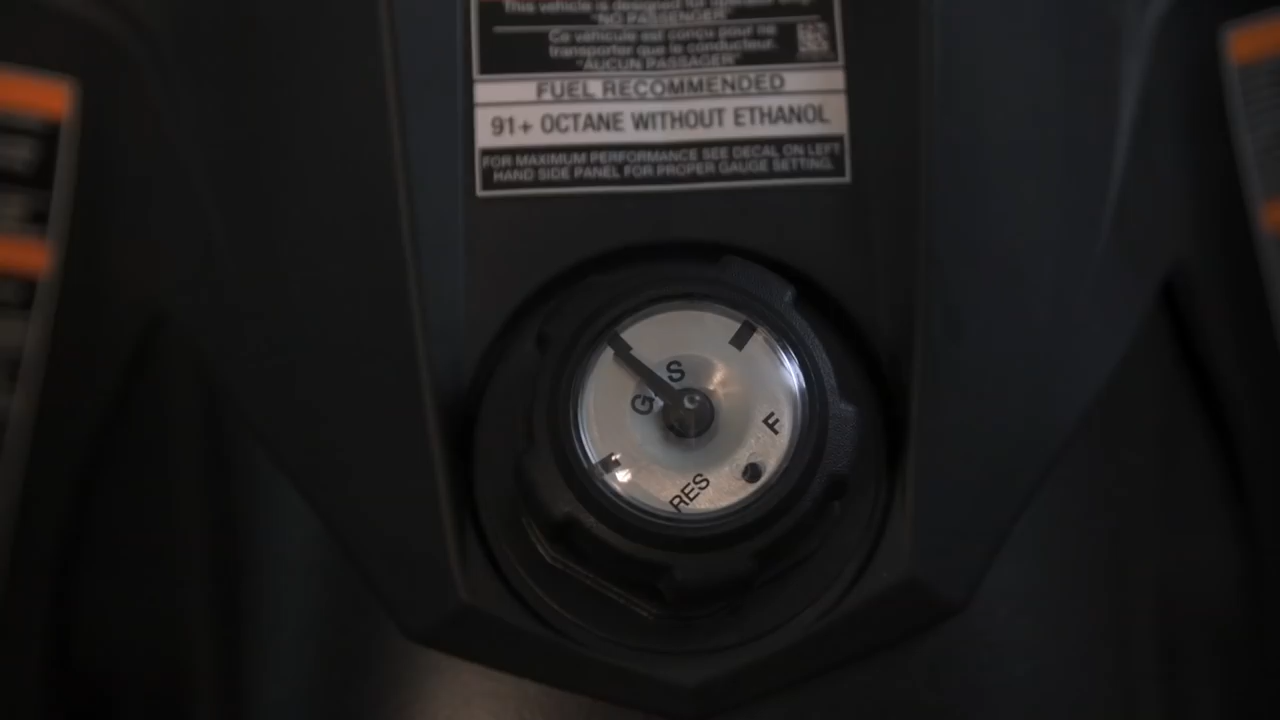 This vehicle is designed for operator only.
"NO PASSENGER"
Ce véhicule est conçu pour ne
transporter que le conducteur.
"AUCUN PASSAGER"
FUEL RECOMMENDED
91+ OCTANE WITHOUT ETHANOL
FOR MAXIMUM PERFORMANCE SEE DECAL ON LEFT
HAND SIDE PANEL FOR PROPER GAUGE SETTING.
G S
F
RES